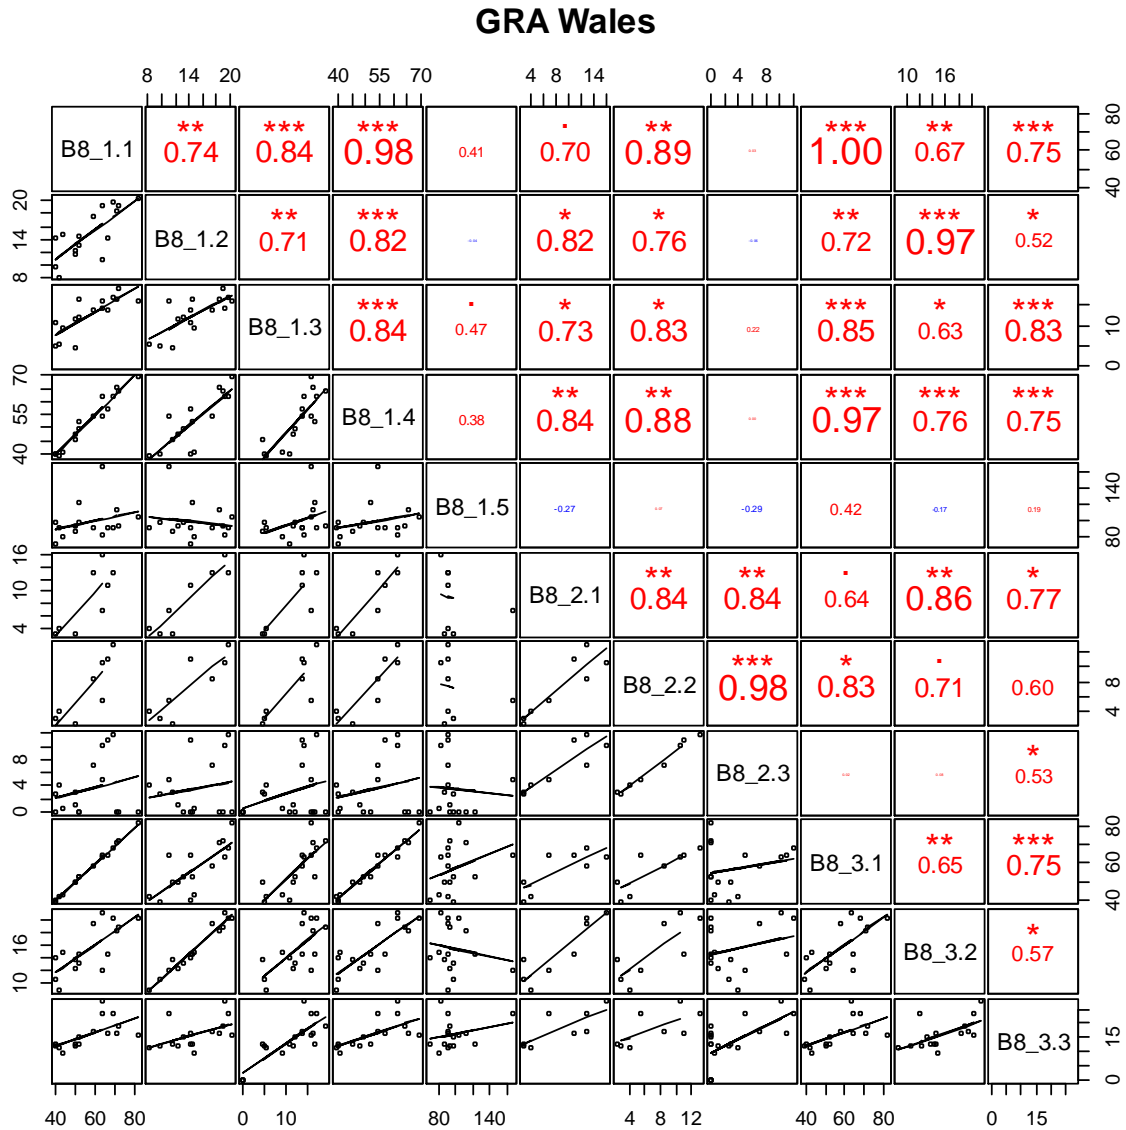 GRA Wales
8 14 20 40 55 70 4 8 14 0 4 8 10 16
B8_1.1 ** 0.74 *** 0.84 *** 0.98 0.41 . 0.70 ** 0.89 *** 1.00 ** 0.67 *** 0.75 40 60 80
8 14 20 B8_1.2 ** 0.71 *** 0.82 * 0.82 * 0.76 ** 0.72 *** 0.97 * 0.52
B8_1.3 *** 0.84 . 0.47 * 0.73 * 0.83 0.22 *** 0.85 * 0.63 *** 0.83 0 10
40 55 70 B8_1.4 0.38 ** 0.84 ** 0.88 *** 0.97 *** 0.76 *** 0.75
B8_1.5 -0.27 -0.29 0.42 -0.17 0.19 80 140
4 10 16 B8_2.1 ** 0.84 ** 0.84 . 0.64 ** 0.86 * 0.77
B8_2.2 *** 0.98 * 0.83 . 0.71 0.60 4 8
0 4 8 B8_2.3 * 0.53
B8_3.1 ** 0.65 *** 0.75 40 60 80
10 16 B8_3.2 * 0.57
B8_3.3 0 15
40 60 80 0 10 80 140 4 8 12 40 60 80 0 15